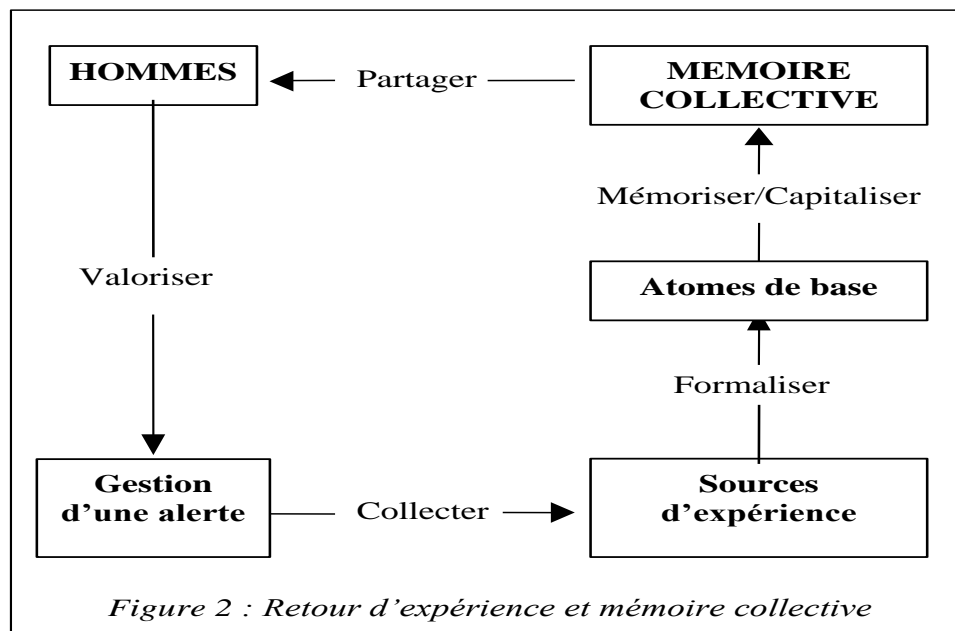 HOMMES
Partager
MEMOIRE
COLLECTIVE
Mémoriser/Capitaliser
Valoriser
Atomes de base
Formaliser
Gestion
d’une alerte
Collecter
Sources
d’expérience
Figure 2 : Retour d’expérience et mémoire collective